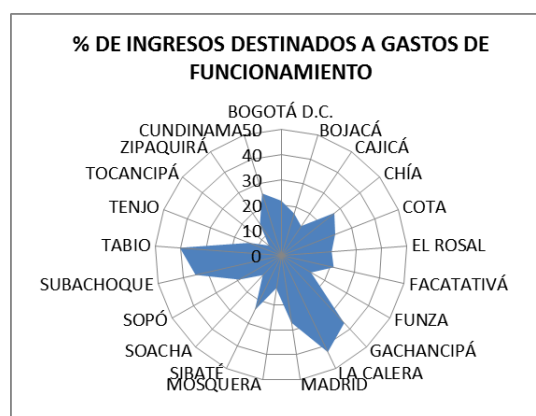 % DE INGRESOS DESTINADOS A GASTOS DE
FUNCIONAMIENTO
BOGOTÁ D.C.
BOJACÁ
CAJICÁ
CHÍA
COTA
EL ROSAL
FACATATIVÁ
FUNZA
GACHANCIPÁ
LA CALERA
MADRID
MOSQUERA
SIBATÉ
SOACHA
SOPÓ
SUBACHOQUE
TABIO
TENJO
TOCANCIPÁ
ZIPAQUIRÁ
CUNDINAMA
50
40
30
20
10
0